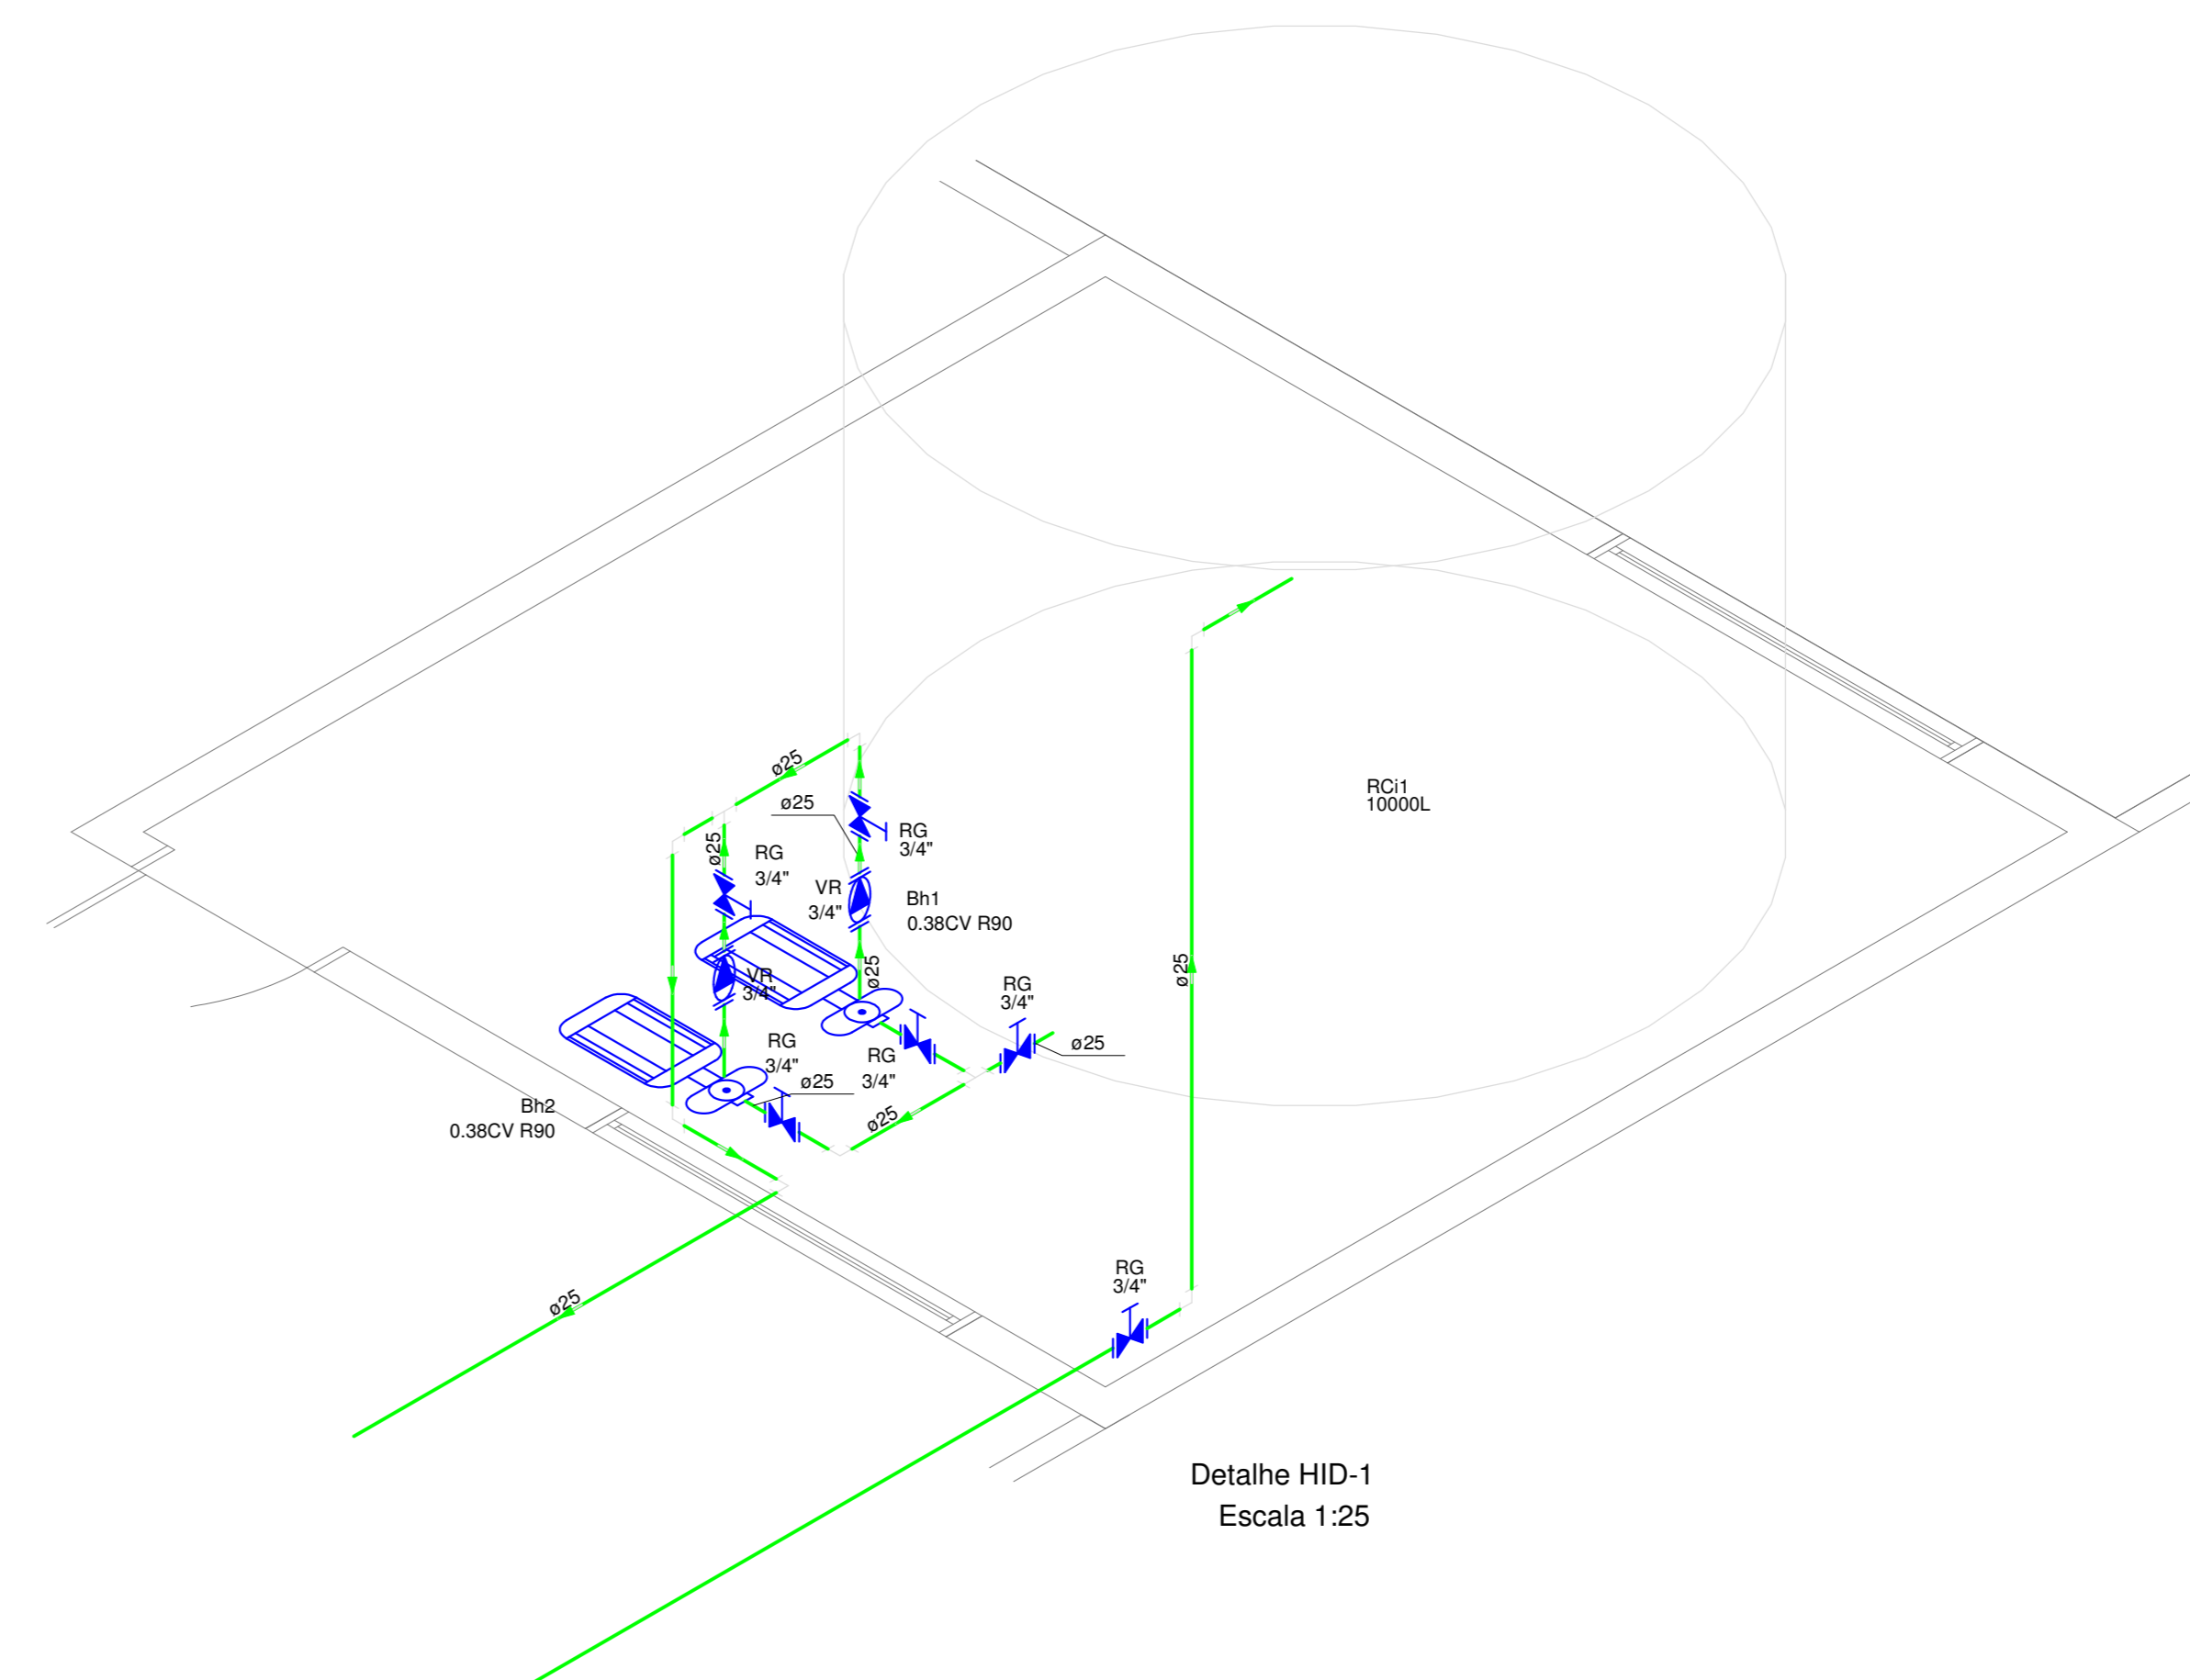 ø25
ø25
RCi1
10000L
RG
3/4"
ø25
RG
3/4"
VR
3/4"
Bh1
0.38CV R90
ø25
VR
3/4"
ø25
RG
3/4"
RG
3/4"
RG
3/4"
ø25
ø25
Bh2
0.38CV R90
ø25
ø25
RG
3/4"
Detalhe HID-1
Escala 1:25